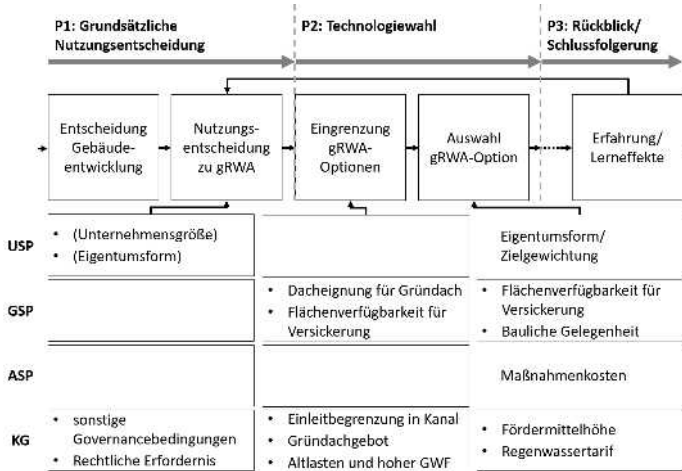 P1: Grundsätzliche
Nutzungsentscheidung
P2: Technologiewahl
P3: Rückblick/
Schlussfolgerung
Entscheidung
Gebäude-
entwicklung
Nutzungs-
entscheidung
zu gRWA
Eingrenzung
gRWA-
Optionen
Auswahl
gRWA-Option
Erfahrung/
Lerneffekte
USP
• (Unternehmensgröße)
• (Eigentumsform)
Eigentumsform/
Zielgewichtung
GSP
• Dacheignung für Gründach
• Flächenverfügbarkeit für
Versickerung
• Flächenverfügbarkeit für
Versickerung
• Bauliche Gelegenheit
ASP
Maßnahmenkosten
KG
• sonstige
Governancebedingungen
• Rechtliche Erfordernis
• Einleitbegrenzung in Kanal
• Gründachgebot
• Altlasten und hoher GWF
• Fördermittelhöhe
• Regenwassertarif